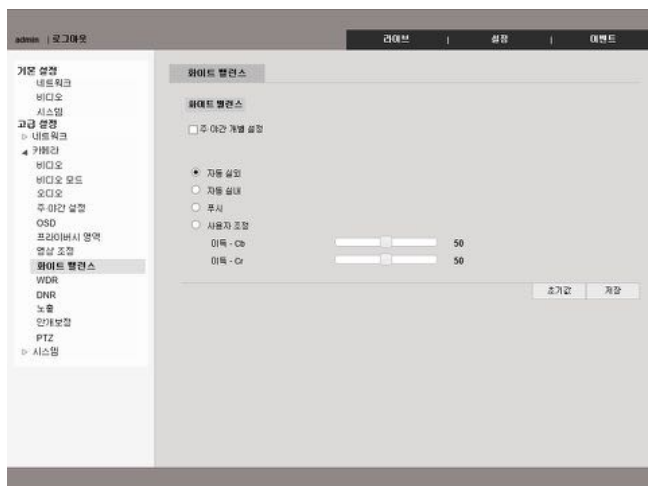 admin | 로그아웃
라이브 | 설정 | 이벤트
기본 설정
네트워크
비디오
시스템
고급 설정
▷ 네트워크
◢ 카메라
비디오
비디오 모드
오디오
주·야간 설정
OSD
프라이버시 영역
영상 조정
화이트 밸런스
WDR
DNR
노출
안개보정
PTZ
▷ 시스템
화이트 밸런스
화이트 밸런스
주·야간 개별 설정
자동 실외
자동 실내
푸시
사용자 조정
이득 - Cb 50
이득 - Cr 50
초기값 저장